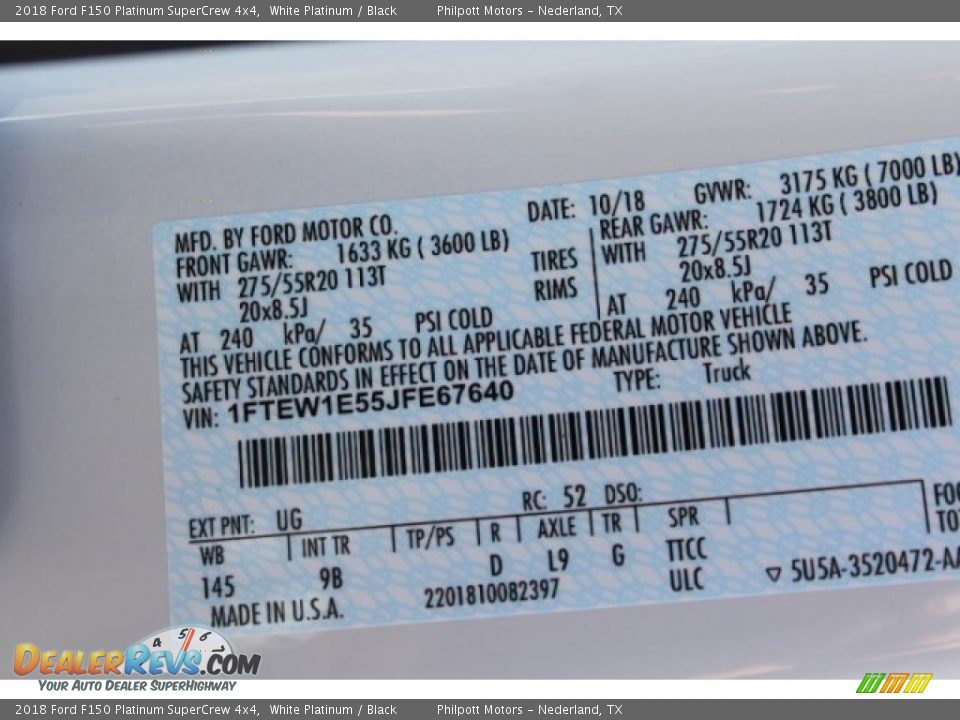 2018 Ford F150 Platinum SuperCrew 4x4, White Platinum / Black Philpott Motors – Nederland, TX
MFD. BY FORD MOTOR CO. DATE: 10/18 GVWR: 3175 KG ( 7000 LB)
FRONT GAWR: 1633 KG ( 3600 LB) REAR GAWR: 1724 KG ( 3800 LB)
WITH 275/55R20 113T TIRES WITH 275/55R20 113T
20x8.5J RIMS 20x8.5J
AT 240 kPa/ 35 PSI COLD AT 240 kPa/ 35 PSI COLD
THIS VEHICLE CONFORMS TO ALL APPLICABLE FEDERAL MOTOR VEHICLE
SAFETY STANDARDS IN EFFECT ON THE DATE OF MANUFACTURE SHOWN ABOVE.
VIN: 1FTEW1E55JFE67640 TYPE: Truck
EXT PNT: UG RC: 52 DSO:
WB INT TR TP/PS R AXLE TR SPR
145 9B D L9 G TTCC
MADE IN U.S.A. 2201810082397 ULC ▽ 5U5A-3520472-AA
DEALERREVS.COM
YOUR AUTO DEALER SUPERHIGHWAY
2018 Ford F150 Platinum SuperCrew 4x4, White Platinum / Black Philpott Motors – Nederland, TX